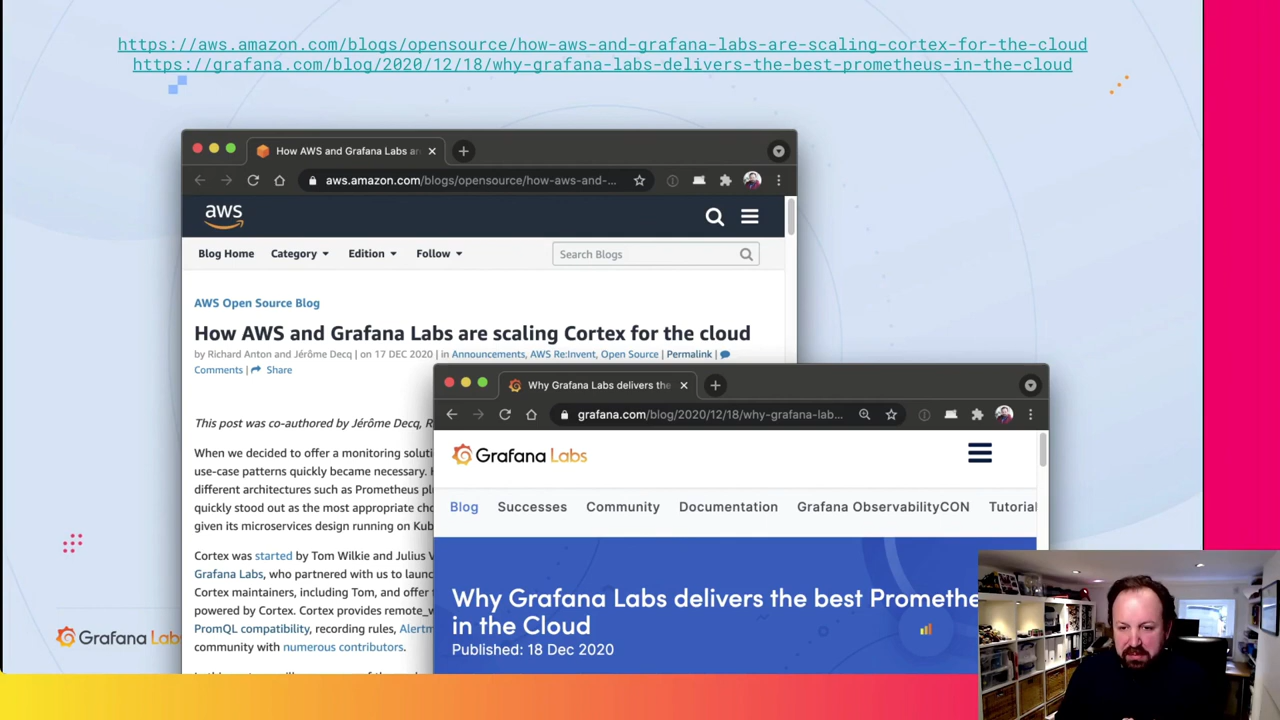 https://aws.amazon.com/blogs/opensource/how-aws-and-grafana-labs-are-scaling-cortex-for-the-cloud
https://grafana.com/blog/2020/12/18/why-grafana-labs-delivers-the-best-prometheus-in-the-cloud
How AWS and Grafana Labs ar
aws.amazon.com/blogs/opensource/how-aws-and-...
aws
Blog Home Category Edition Follow Search Blogs
AWS Open Source Blog
How AWS and Grafana Labs are scaling Cortex for the cloud
by Richard Anton and Jérôme Decq | on 17 DEC 2020 | in Announcements, AWS Re:Invent, Open Source | Permalink |
Comments | Share
This post was co-authored by Jérôme Decq, R
When we decided to offer a monitoring soluti
use-case patterns quickly became necessary. H
different architectures such as Prometheus pl
quickly stood out as the most appropriate cho
given its microservices design running on Kub
Cortex was started by Tom Wilkie and Julius V
Grafana Labs, who partnered with us to launc
Cortex maintainers, including Tom, and offer
powered by Cortex. Cortex provides remote_w
PromQL compatibility, recording rules, Alertm
community with numerous contributors.
Why Grafana Labs delivers the
grafana.com/blog/2020/12/18/why-grafana-lab...
Grafana Labs
Blog Successes Community Documentation Grafana ObservabilityCON Tutorial
Why Grafana Labs delivers the best Promethe
in the Cloud
Published: 18 Dec 2020
Grafana Labs